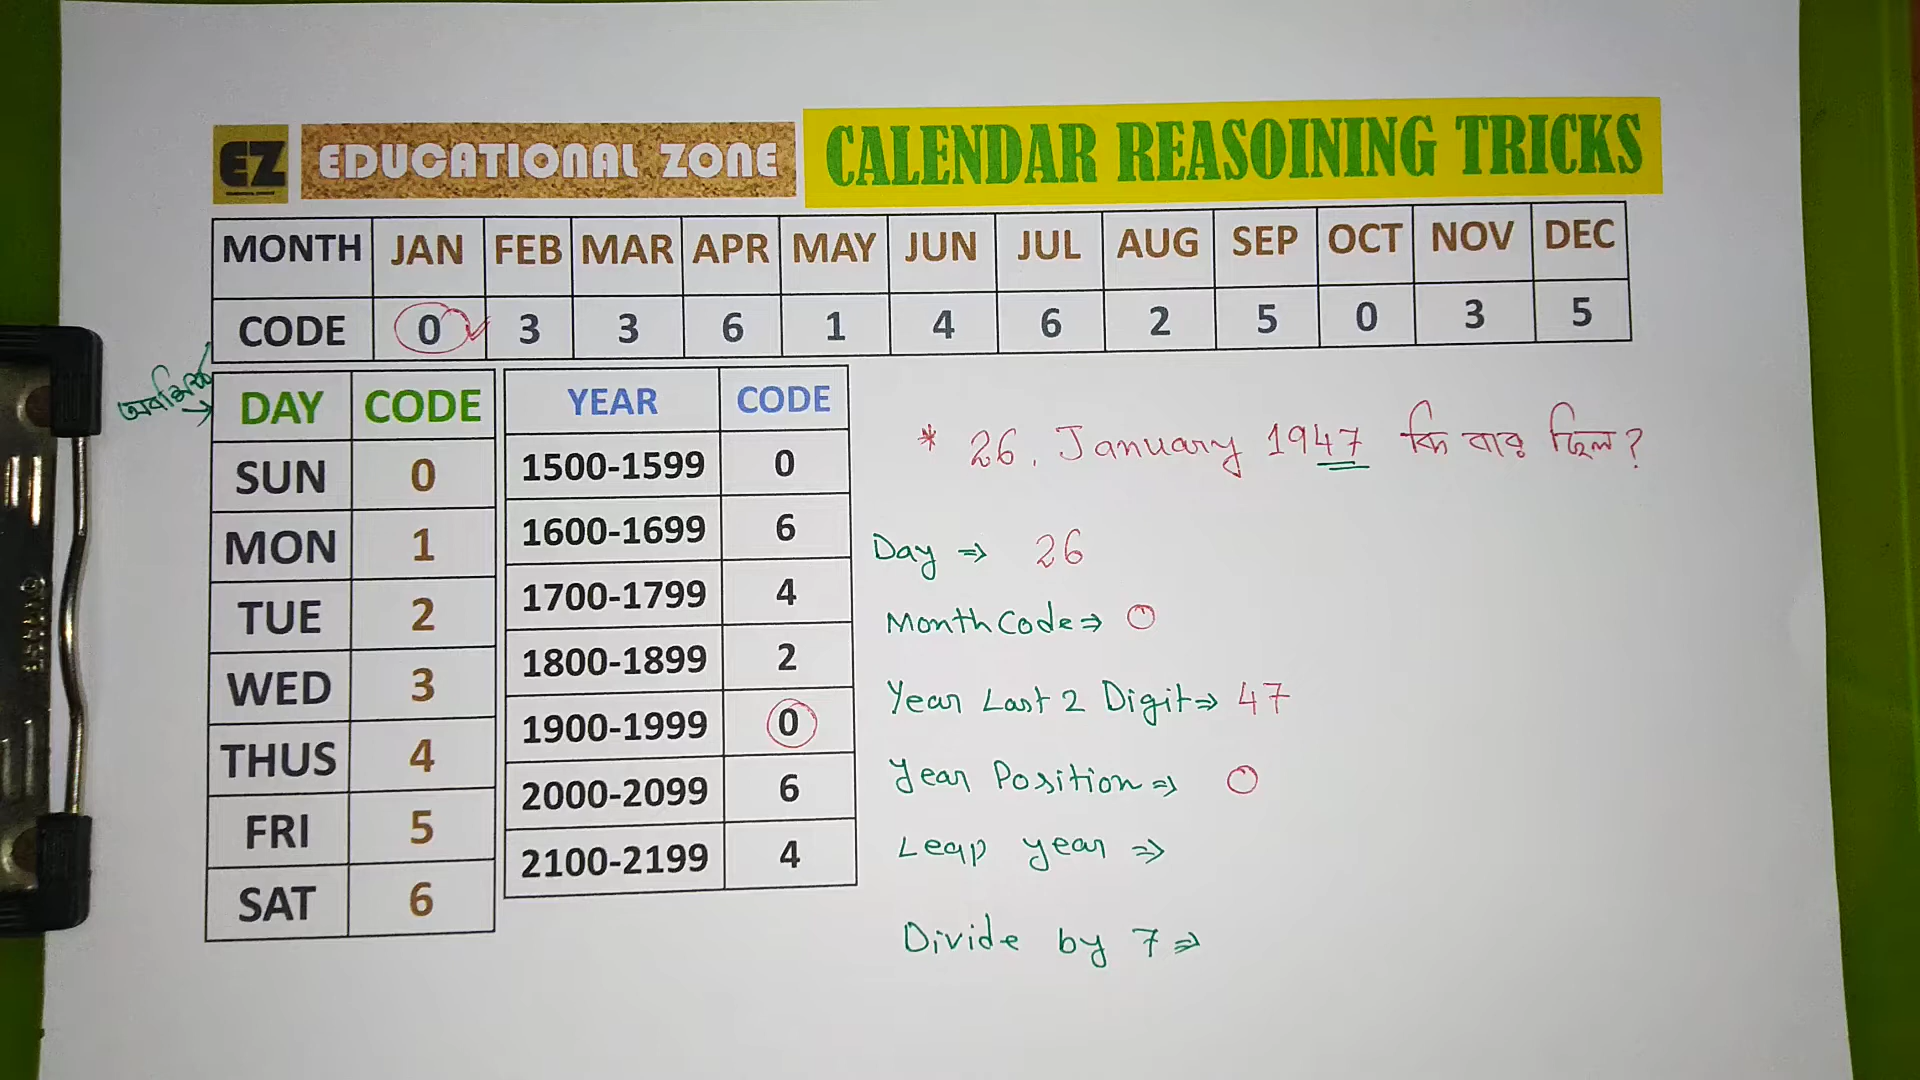 EZ EDUCATIONAL ZONE CALENDAR REASOINING TRICKS
MONTH JAN FEB MAR APR MAY JUN JUL AUG SEP OCT NOV DEC
CODE 0 3 3 6 1 4 6 2 5 0 3 5
DAY CODE
SUN 0
MON 1
TUE 2
WED 3
THUS 4
FRI 5
SAT 6
YEAR CODE
1500-1599 0
1600-1699 6
1700-1799 4
1800-1899 2
1900-1999 0
2000-2099 6
2100-2199 4
* 26. January 1947 কি বার ছিল?
Day ⇒ 26
Month Code ⇒ 0
Year Last 2 Digit ⇒ 47
Year Position ⇒ 0
Leap year ⇒
Divide by 7 ⇒